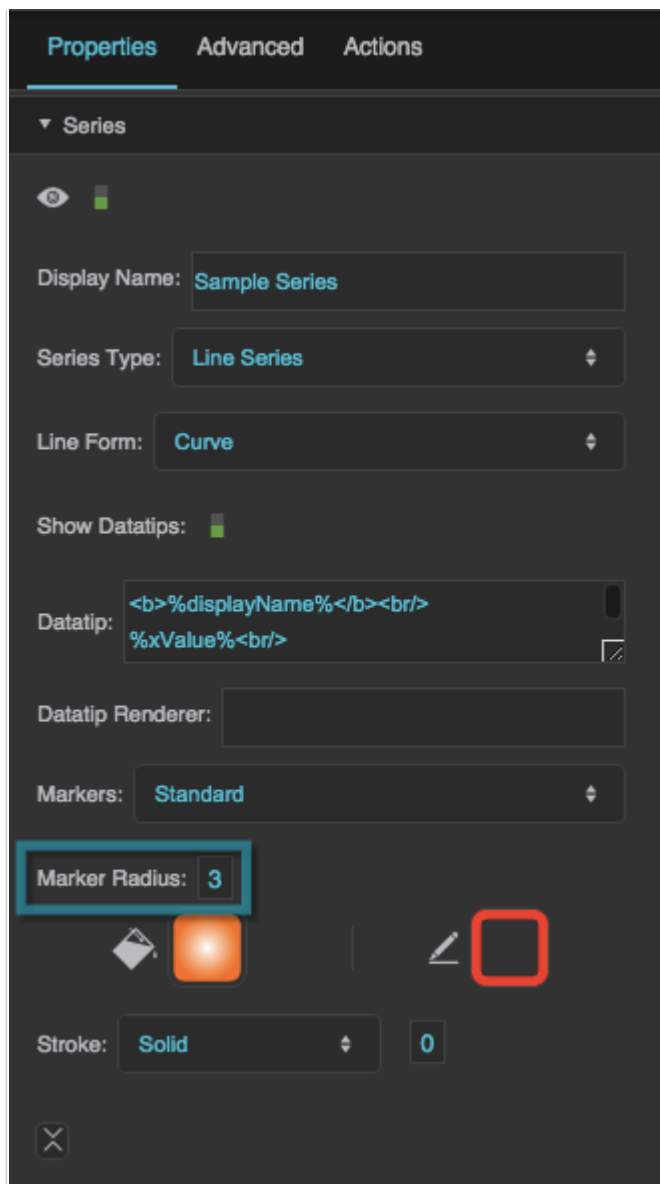 Properties Advanced Actions
Series
Display Name: Sample Series
Series Type: Line Series
Line Form: Curve
Show Datatips:
Datatip: <b>%displayName%</b><br/>
%xValue%<br/>
Datatip Renderer:
Markers: Standard
Marker Radius: 3
Stroke: Solid 0